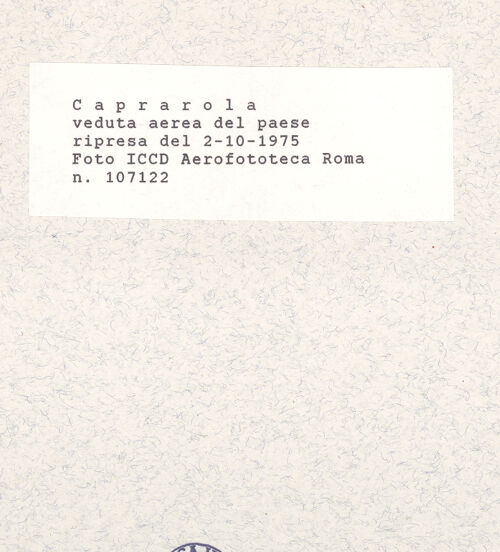 C a p r a r o l a
veduta aerea del paese
ripresa del 2-10-1975
Foto ICCD Aerofototeca Roma
n. 107122